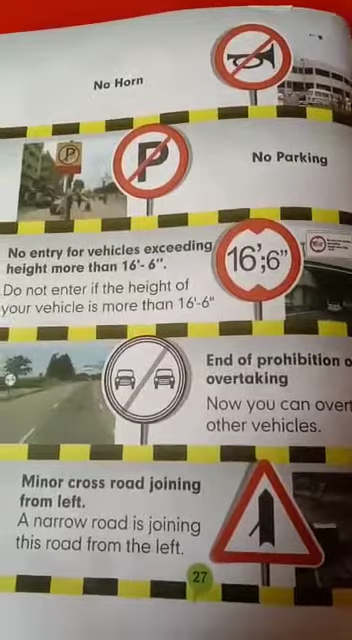 No Horn
P
P
No Parking
No entry for vehicles exceeding
height more than 16'- 6".
Do not enter if the height of
your vehicle is more than 16'-6"
16';6"
End of prohibition o
overtaking
Now you can over
other vehicles.
Minor cross road joining
from left.
A narrow road is joining
this road from the left.
27